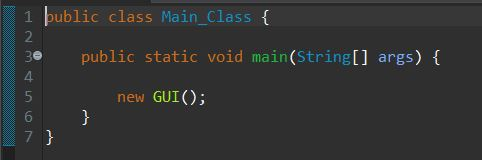 1 public class Main_Class {
2
3 public static void main(String[] args) {
4
5 new GUI();
6 }
7 }